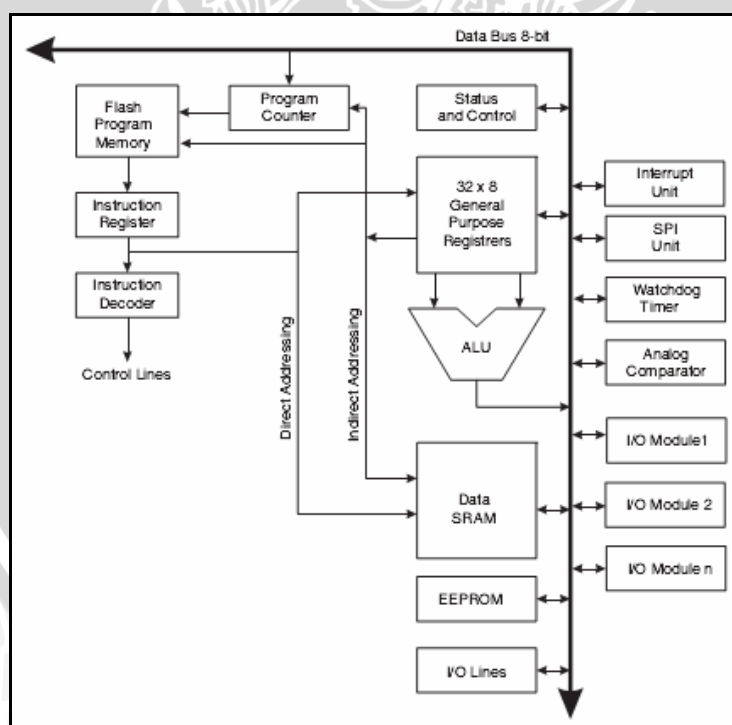 Data Bus 8-bit
Flash
Program
Memory
Program
Counter
Status
and Control
32 x 8
General
Purpose
Registrers
Instruction
Register
Instruction
Decoder
Control Lines
Direct Addressing
Indirect Addressing
ALU
Interrupt
Unit
SPI
Unit
Watchdog
Timer
Analog
Comparator
I/O Module1
Data
SRAM
I/O Module 2
I/O Module n
EEPROM
I/O Lines